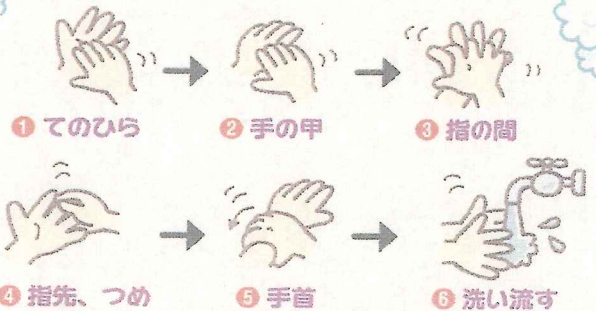 ❶ てのひら
❷ 手の甲
❸ 指の間
❹ 指先、つめ
❺ 手首
❻ 洗い流す